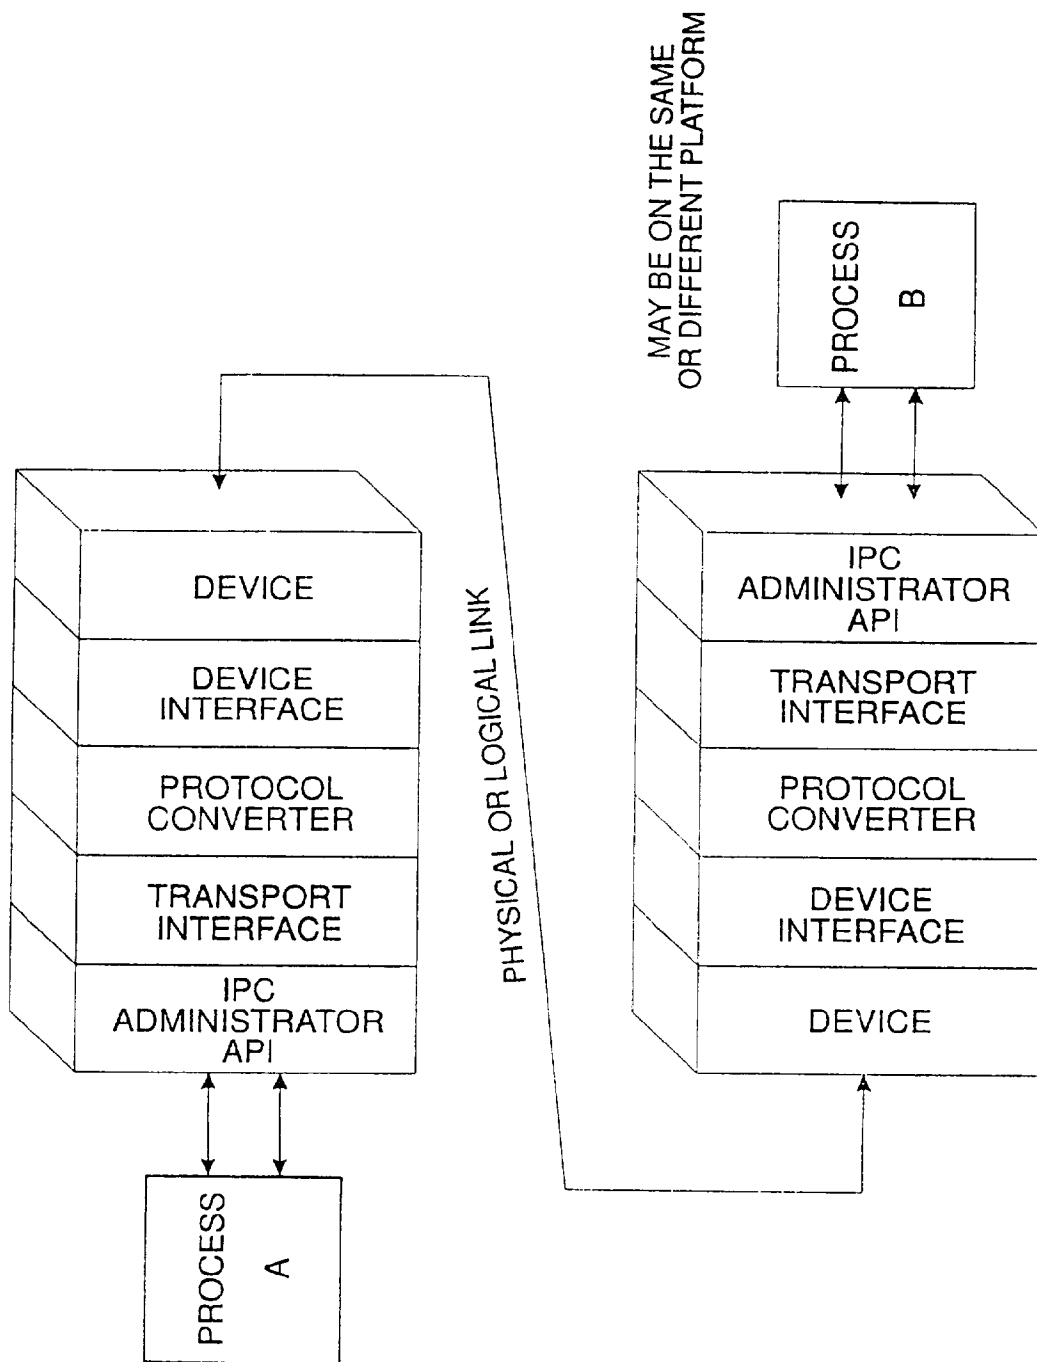 DEVICE
DEVICE
INTERFACE
PROTOCOL
CONVERTER
TRANSPORT
INTERFACE
IPC
ADMINISTRATOR
API
PROCESS
A
PHYSICAL OR LOGICAL LINK
MAY BE ON THE SAME
OR DIFFERENT PLATFORM
PROCESS
B
IPC
ADMINISTRATOR
API
TRANSPORT
INTERFACE
PROTOCOL
CONVERTER
DEVICE
INTERFACE
DEVICE